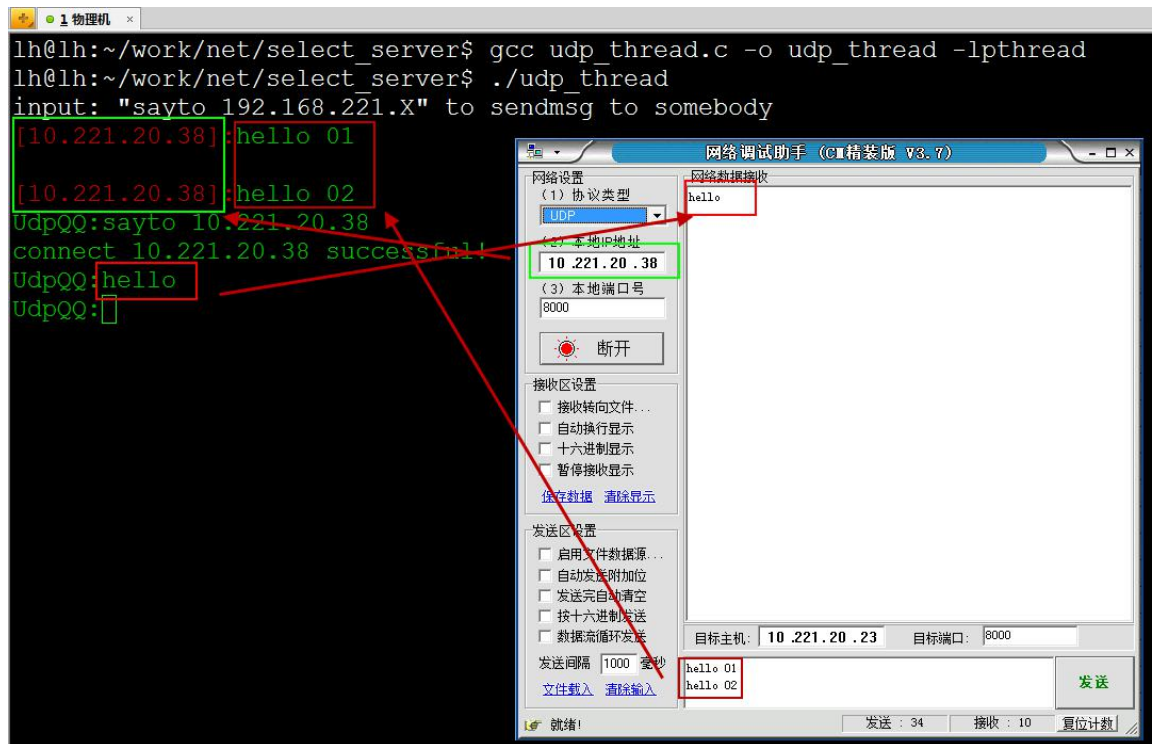 1 物理机 ×
lh@lh:~/work/net/select_server$ gcc udp_thread.c -o udp_thread -lpthread
lh@lh:~/work/net/select_server$ ./udp_thread
input: "sayto 192.168.221.X" to sendmsg to somebody
[10.221.20.38]:hello 01
[10.221.20.38]:hello 02
UdpQQ:sayto 10.221.20.38
connect 10.221.20.38 successful!
UdpQQ:hello
UdpQQ:
网络调试助手 (CM精装版 V3.7)
网络设置
(1) 协议类型
UDP
(2) 本地IP地址
10 .221.20 .38
(3) 本地端口号
8000
断开
接收区设置
接收转向文件...
自动换行显示
十六进制显示
暂停接收显示
保存数据 清除显示
发送区设置
启用文件数据源...
自动发送附加位
发送完自动清空
按十六进制发送
数据流循环发送
发送间隔 1000 毫秒
文件载入 清除输入
网络数据接收
hello
目标主机: 10 .221.20 .23 目标端口: 8000
hello 01
hello 02
发送
就绪! 发送 : 34 接收 : 10 复位计数